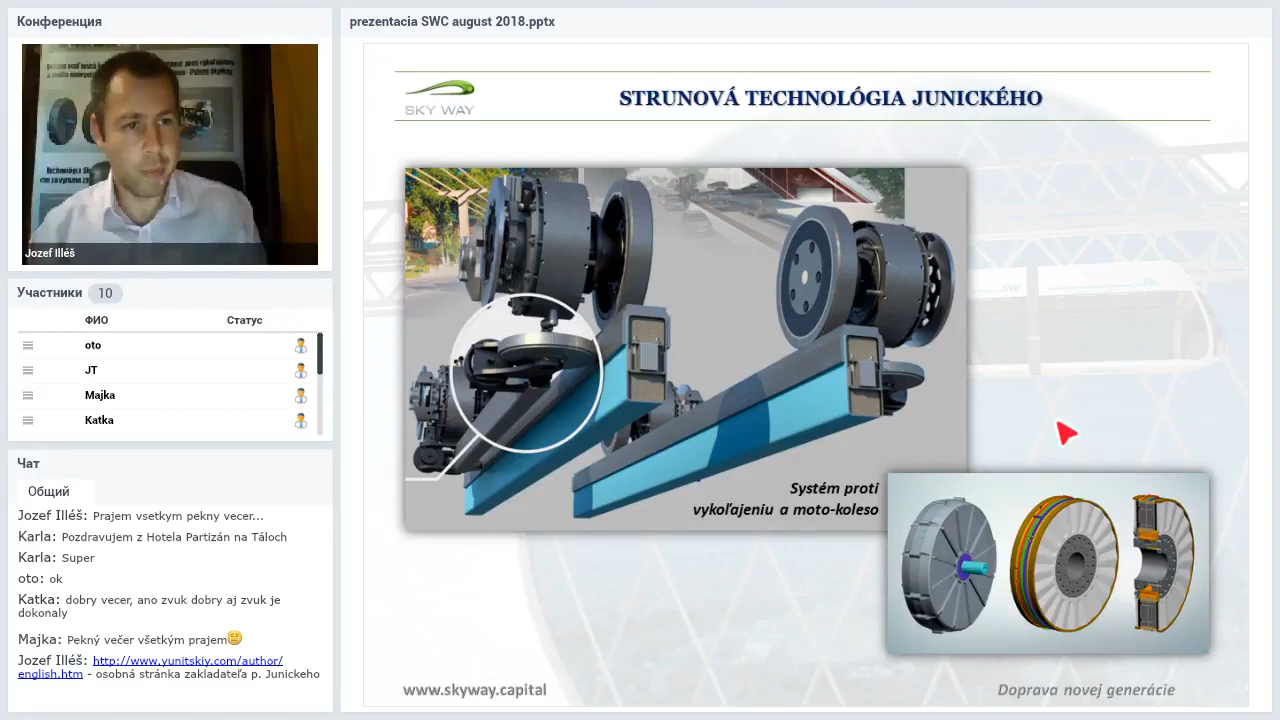 Конференция
Jozef Illéš
Участники 10
ФИО Статус
oto
JT
Majka
Katka
Чат
Общий
Jozef Illéš: Prajem vsetkym pekny vecer...
Karla: Pozdravujem z Hotela Partizán na Táloch
Karla: Super
oto: ok
Katka: dobry vecer, ano zvuk dobry aj zvuk je
dokonaly
Majka: Pekný večer všetkým prajem
Jozef Illéš: http://www.yunitskiy.com/author/
english.htm - osobná stránka zakladateľa p. Junickeho
prezentacia SWC august 2018.pptx
SKY WAY
STRUNOVÁ TECHNOLÓGIA JUNICKÉHO
Systém proti
vykoľajeniu a moto-koleso
www.skyway.capital
Doprava novej generácie